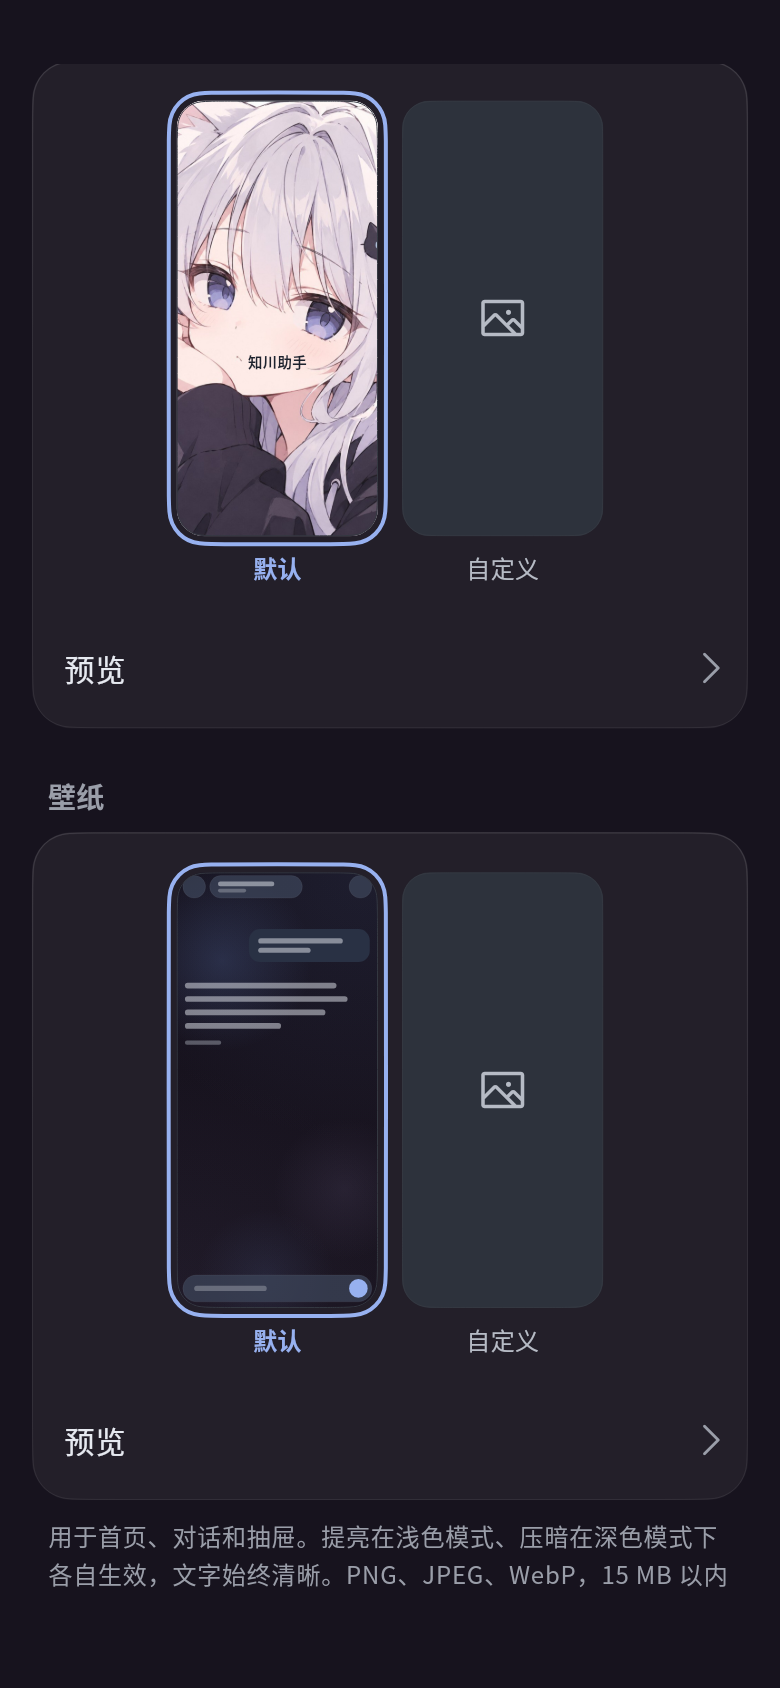 知川助手
默认
自定义
预览
壁纸
默认
自定义
预览
用于首页、对话和抽屉。提亮在浅色模式、压暗在深色模式下
各自生效，文字始终清晰。PNG、JPEG、WebP，15 MB 以内